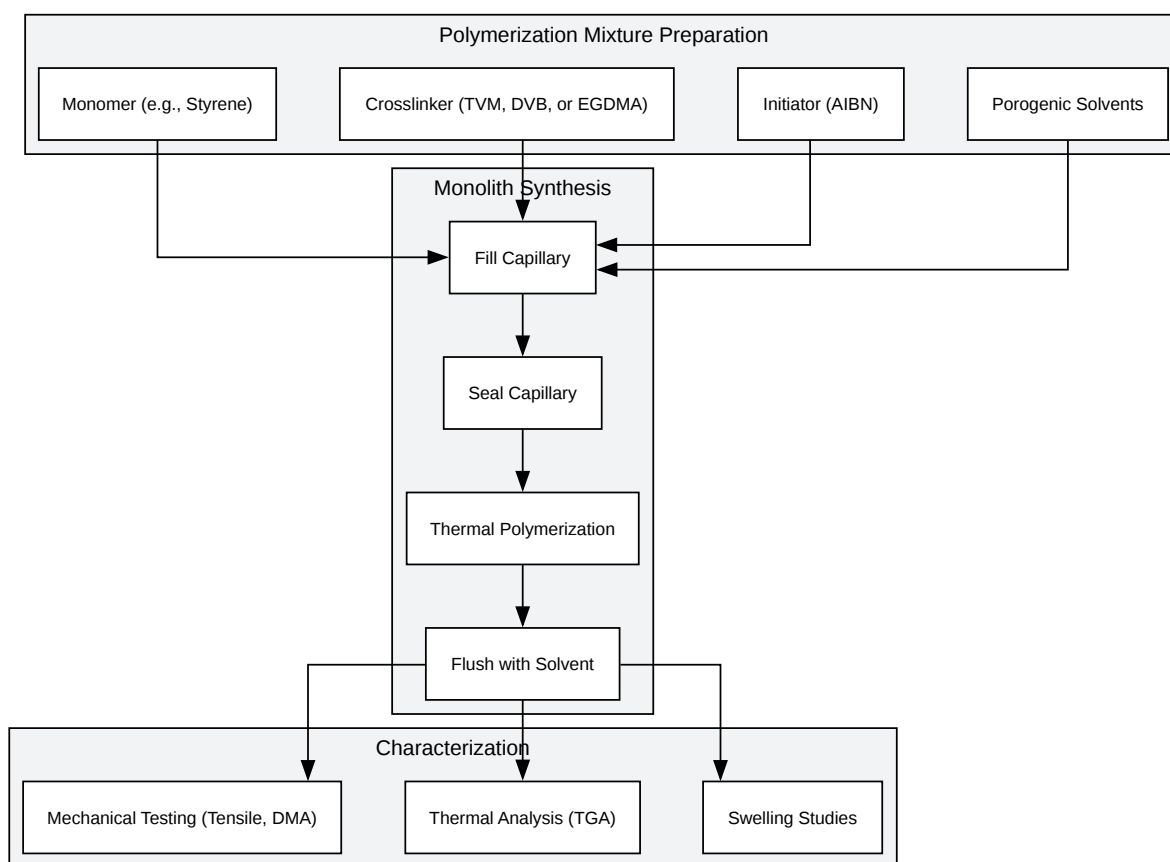 Polymerization Mixture Preparation
Monomer (e.g., Styrene)
Crosslinker (TVM, DVB, or EGDMA)
Initiator (AIBN)
Porogenic Solvents
Monolith Synthesis
Fill Capillary
Seal Capillary
Thermal Polymerization
Flush with Solvent
Characterization
Mechanical Testing (Tensile, DMA)
Thermal Analysis (TGA)
Swelling Studies